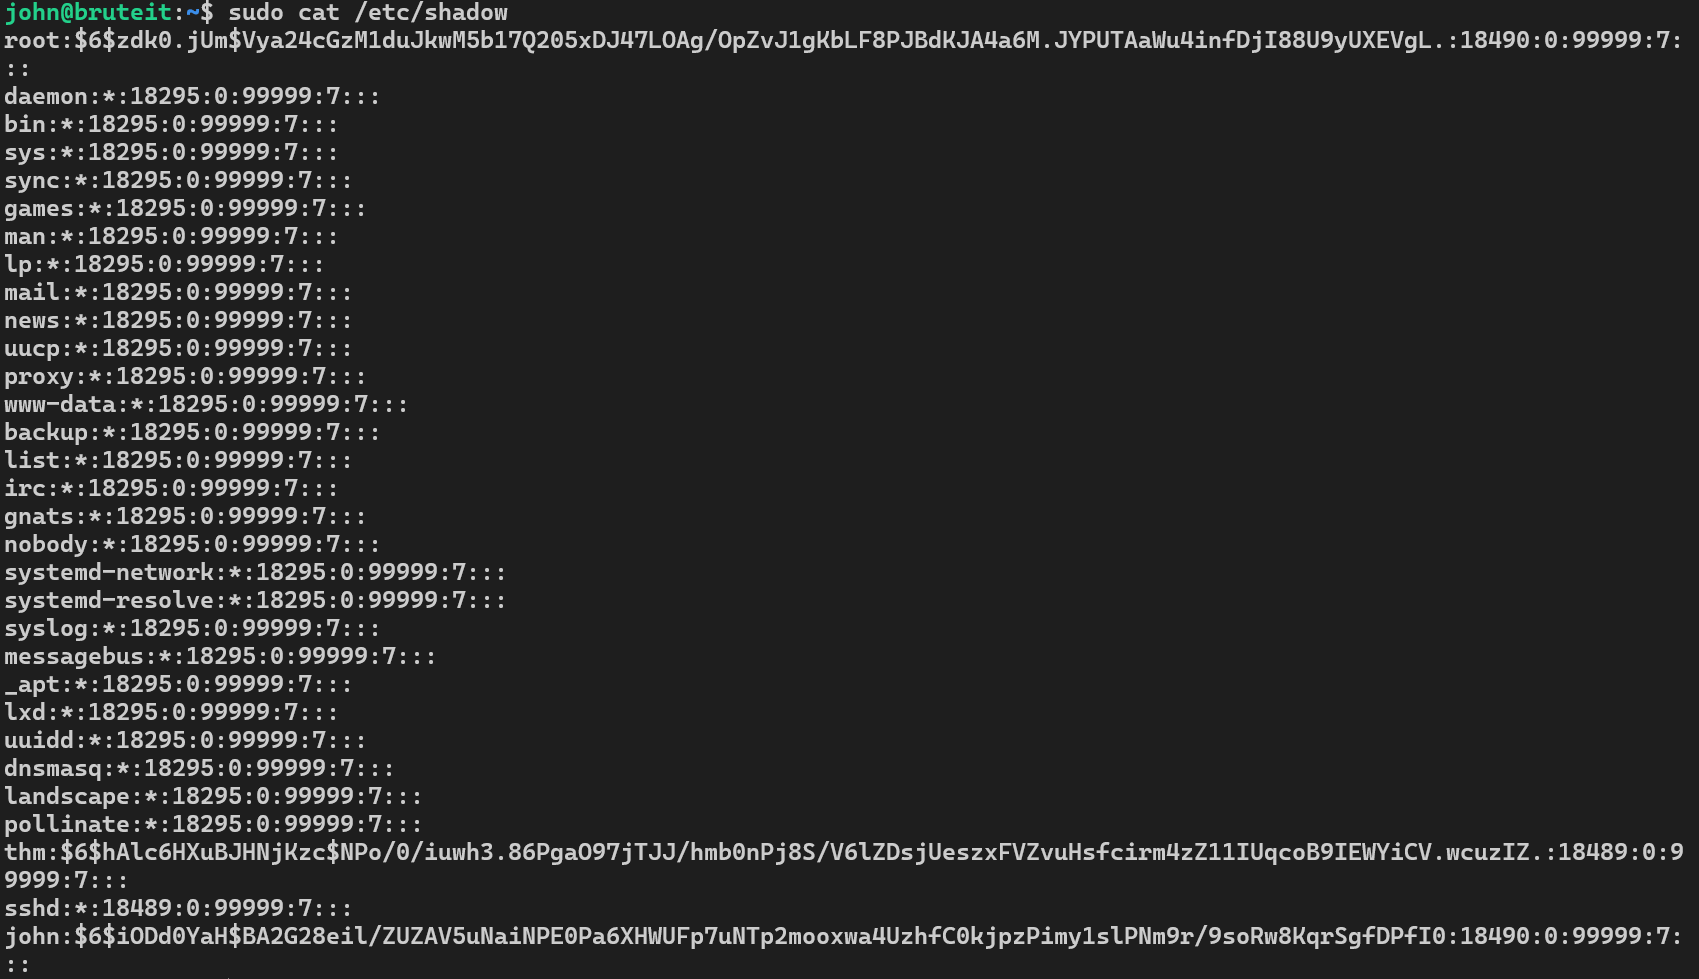 john@bruteit:~$ sudo cat /etc/shadow
root:$6$zdk0.jUm$Vya24cGzM1duJkwM5b17Q205xDJ47LOAg/OpZvJ1gKbLF8PJBdKJA4a6M.JYPUTAaWu4infDjI88U9yUXEVgL.:18490:0:99999:7:
::
daemon:*:18295:0:99999:7:::
bin:*:18295:0:99999:7:::
sys:*:18295:0:99999:7:::
sync:*:18295:0:99999:7:::
games:*:18295:0:99999:7:::
man:*:18295:0:99999:7:::
lp:*:18295:0:99999:7:::
mail:*:18295:0:99999:7:::
news:*:18295:0:99999:7:::
uucp:*:18295:0:99999:7:::
proxy:*:18295:0:99999:7:::
www-data:*:18295:0:99999:7:::
backup:*:18295:0:99999:7:::
list:*:18295:0:99999:7:::
irc:*:18295:0:99999:7:::
gnats:*:18295:0:99999:7:::
nobody:*:18295:0:99999:7:::
systemd-network:*:18295:0:99999:7:::
systemd-resolve:*:18295:0:99999:7:::
syslog:*:18295:0:99999:7:::
messagebus:*:18295:0:99999:7:::
_apt:*:18295:0:99999:7:::
lxd:*:18295:0:99999:7:::
uuidd:*:18295:0:99999:7:::
dnsmasq:*:18295:0:99999:7:::
landscape:*:18295:0:99999:7:::
pollinate:*:18295:0:99999:7:::
thm:$6$hAlc6HXuBJHNjKzc$NPo/0/iuwh3.86PgaO97jTJJ/hmb0nPj8S/V6lZDsjUeszxFVZvuHsfcirm4zZ11IUqcoB9IEWYiCV.wcuzIZ.:18489:0:9
9999:7:::
sshd:*:18489:0:99999:7:::
john:$6$iODd0YaH$BA2G28eil/ZUZAV5uNaiNPE0Pa6XHWUFp7uNTp2mooxwa4UzhfC0kjpzPimy1slPNm9r/9soRw8KqrSgfDPfI0:18490:0:99999:7:
::